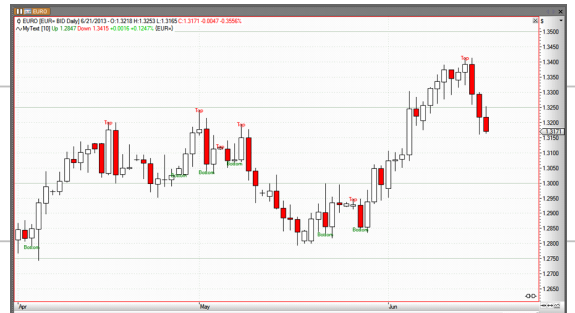 EURO
EURO [EUR= BID Daily] 6/21/2013 - O:1.3218 H:1.3253 L:1.3165 C:1.3171 -0.0047 -0.3556%
MyText [10] Up 1.2847 Down 1.3415 +0.0016 +0.1247% (EUR=)
$
1.3500
1.3450
Top
1.3400
1.3350
1.3300
1.3250
Top
Top
Top
1.3200
1.3171
Top
1.3100
Bottom
1.3050
Bottom
Bottom
1.3000
Top
1.2950
1.2900
Bottom
Bottom
1.2850
Bottom
1.2800
1.2750
1.2700
1.2650
Apr
May
Jun